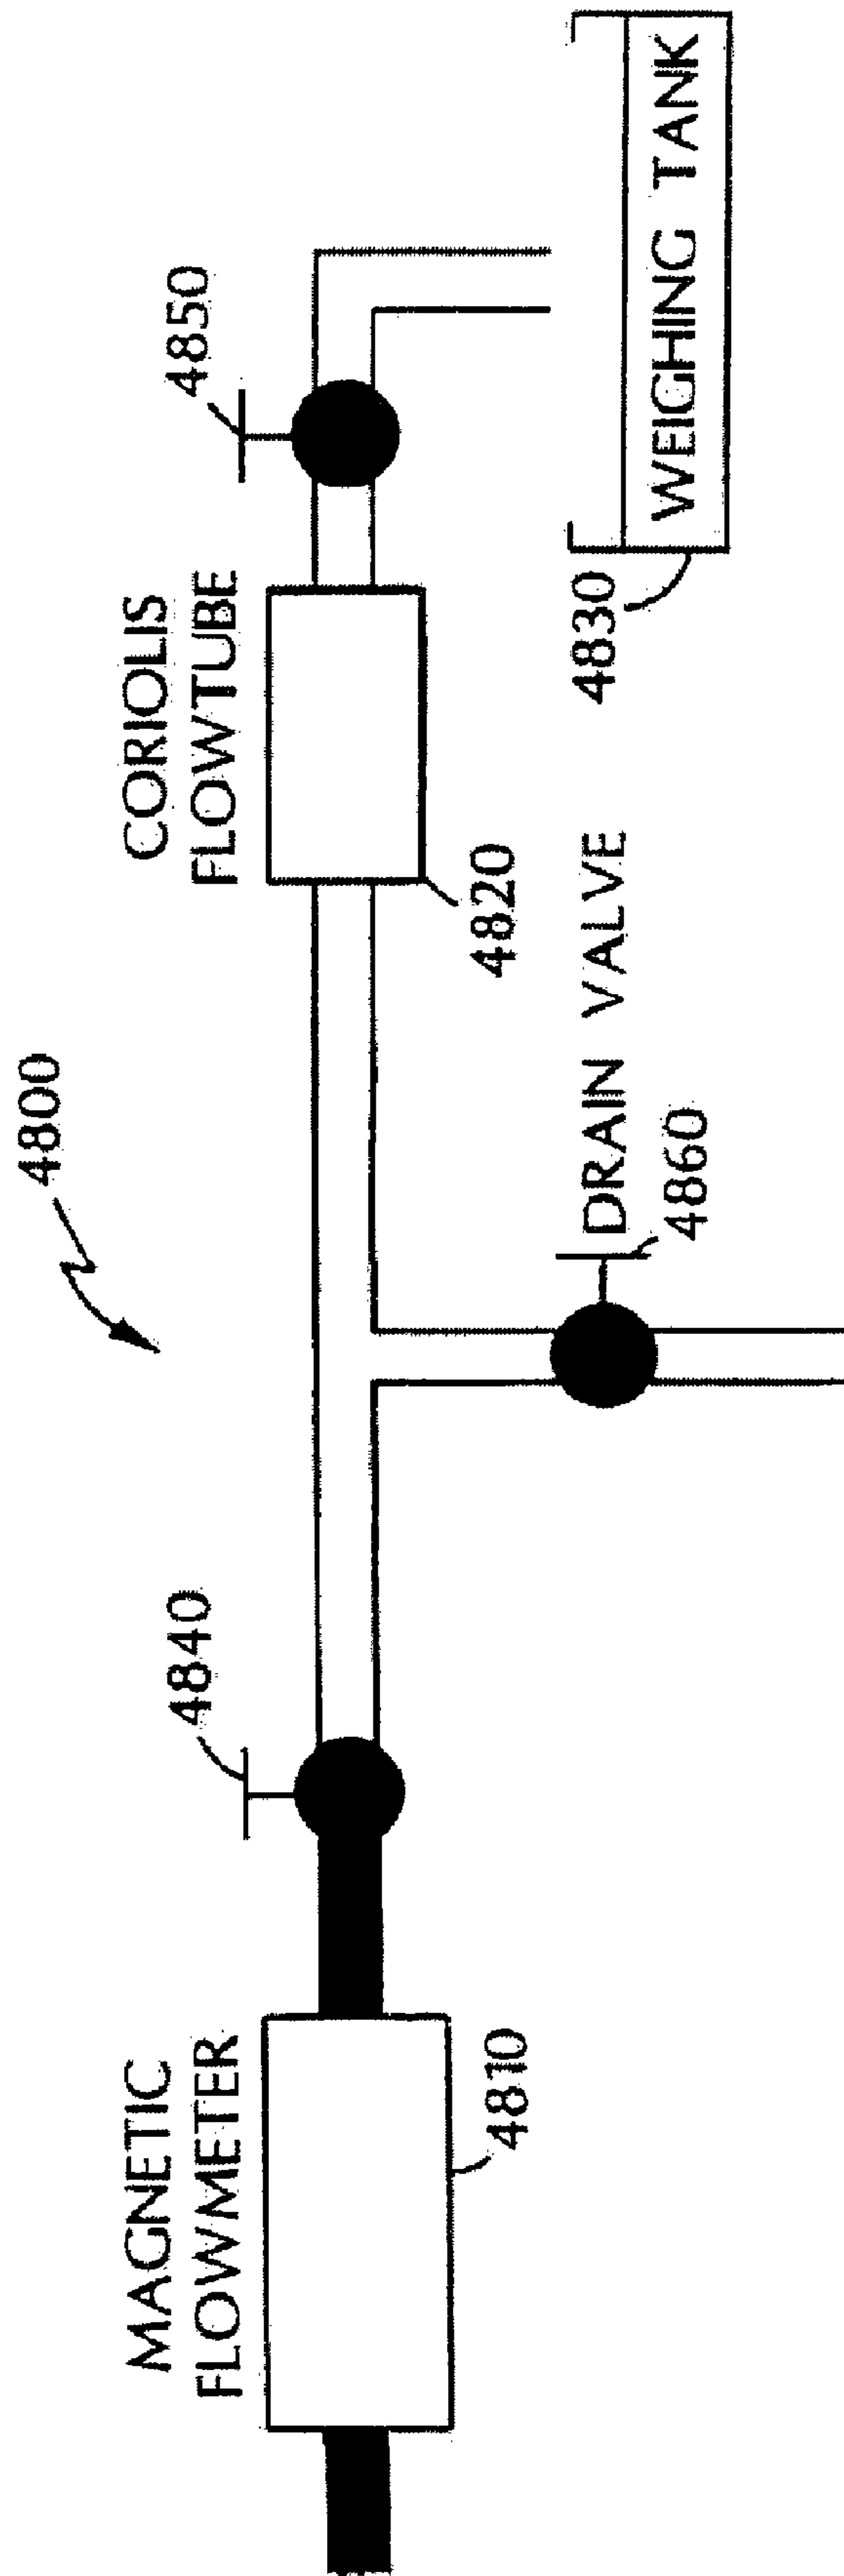 4800
MAGNETIC
FLOWMETER
4810
4840
CORIOLIS
FLOWTUBE
4820
4850
DRAIN VALVE
4860
4830
WEIGHING TANK